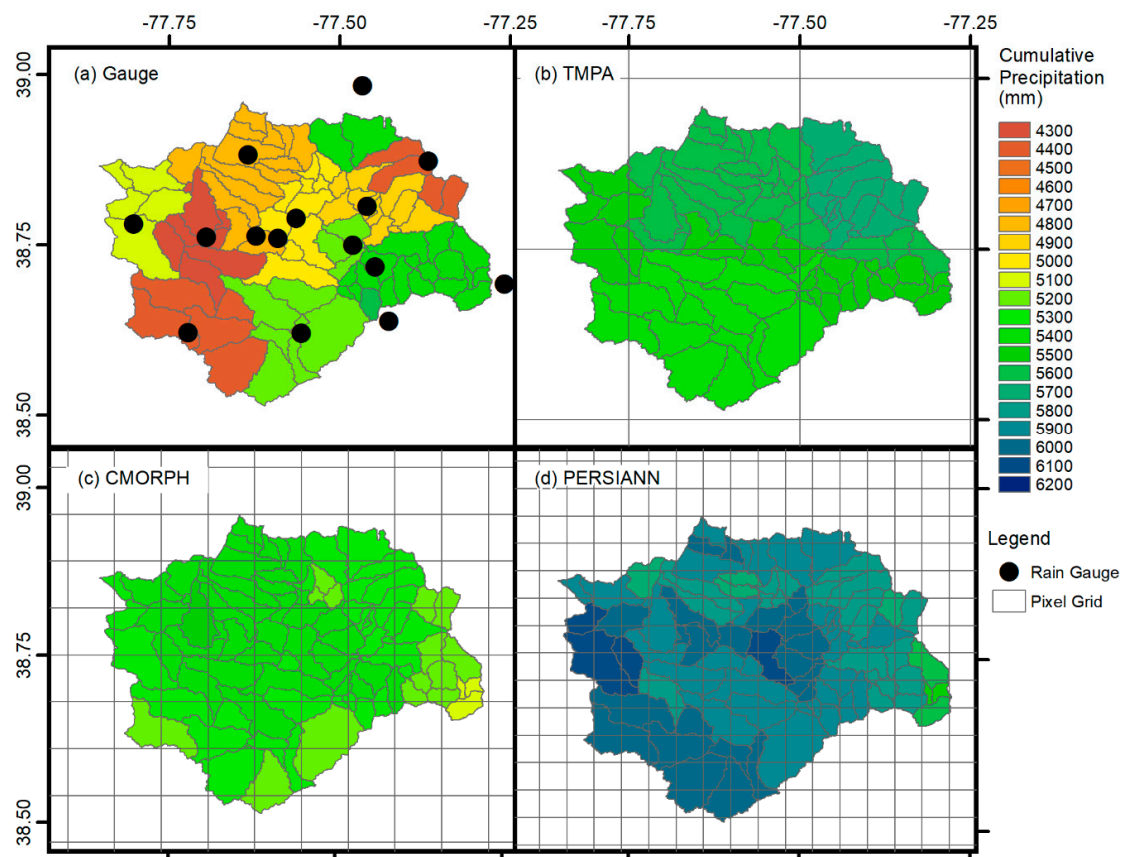 -77.75 -77.50 -77.25 -77.75 -77.50 -77.25
39.00
38.75
38.50
39.00
38.75
38.50
(a) Gauge
(b) TMPA
(c) CMORPH
(d) PERSIANN
Cumulative
Precipitation
(mm)
4300
4400
4500
4600
4700
4800
4900
5000
5100
5200
5300
5400
5500
5600
5700
5800
5900
6000
6100
6200
Legend
Rain Gauge
Pixel Grid